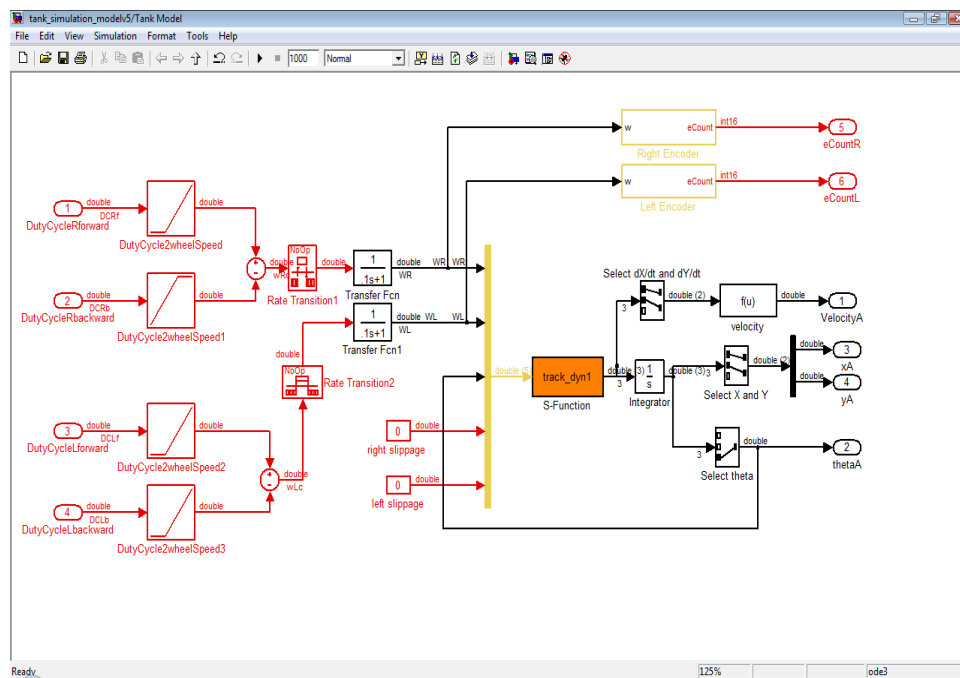 tank_simulation_modelv5/Tank Model
File Edit View Simulation Format Tools Help
1000 Normal
w eCount int16 5
Right Encoder eCountR
w eCount int16 6
Left Encoder eCountL
1 double DCRf double
DutyCycleRforward DutyCycle2wheelSpeed
2 double DCRb double
DutyCycleRbackward DutyCycle2wheelSpeed1
double NoOp double
Rate Transition1
1
.1s+1
Transfer Fcn
double WR WR
1
.1s+1
Transfer Fcn1
double WL WL
double
NoOp
Rate Transition2
3 double DCLf double
DutyCycleLforward DutyCycle2wheelSpeed2
double
wLc
4 double DCLb double
DutyCycleLbackward DutyCycle2wheelSpeed3
0 double
right slippage
0 double
left slippage
track_dyn1
S-Function
double (3)
3
1
s
Integrator
double (3)
Select dX/dt and dY/dt
3 double (2)
f(u)
velocity
double 1
VelocityA
3 double (2)
Select X and Y
double 3
xA
double 4
yA
3 double
Select theta
2
thetaA
Ready 125% ode3